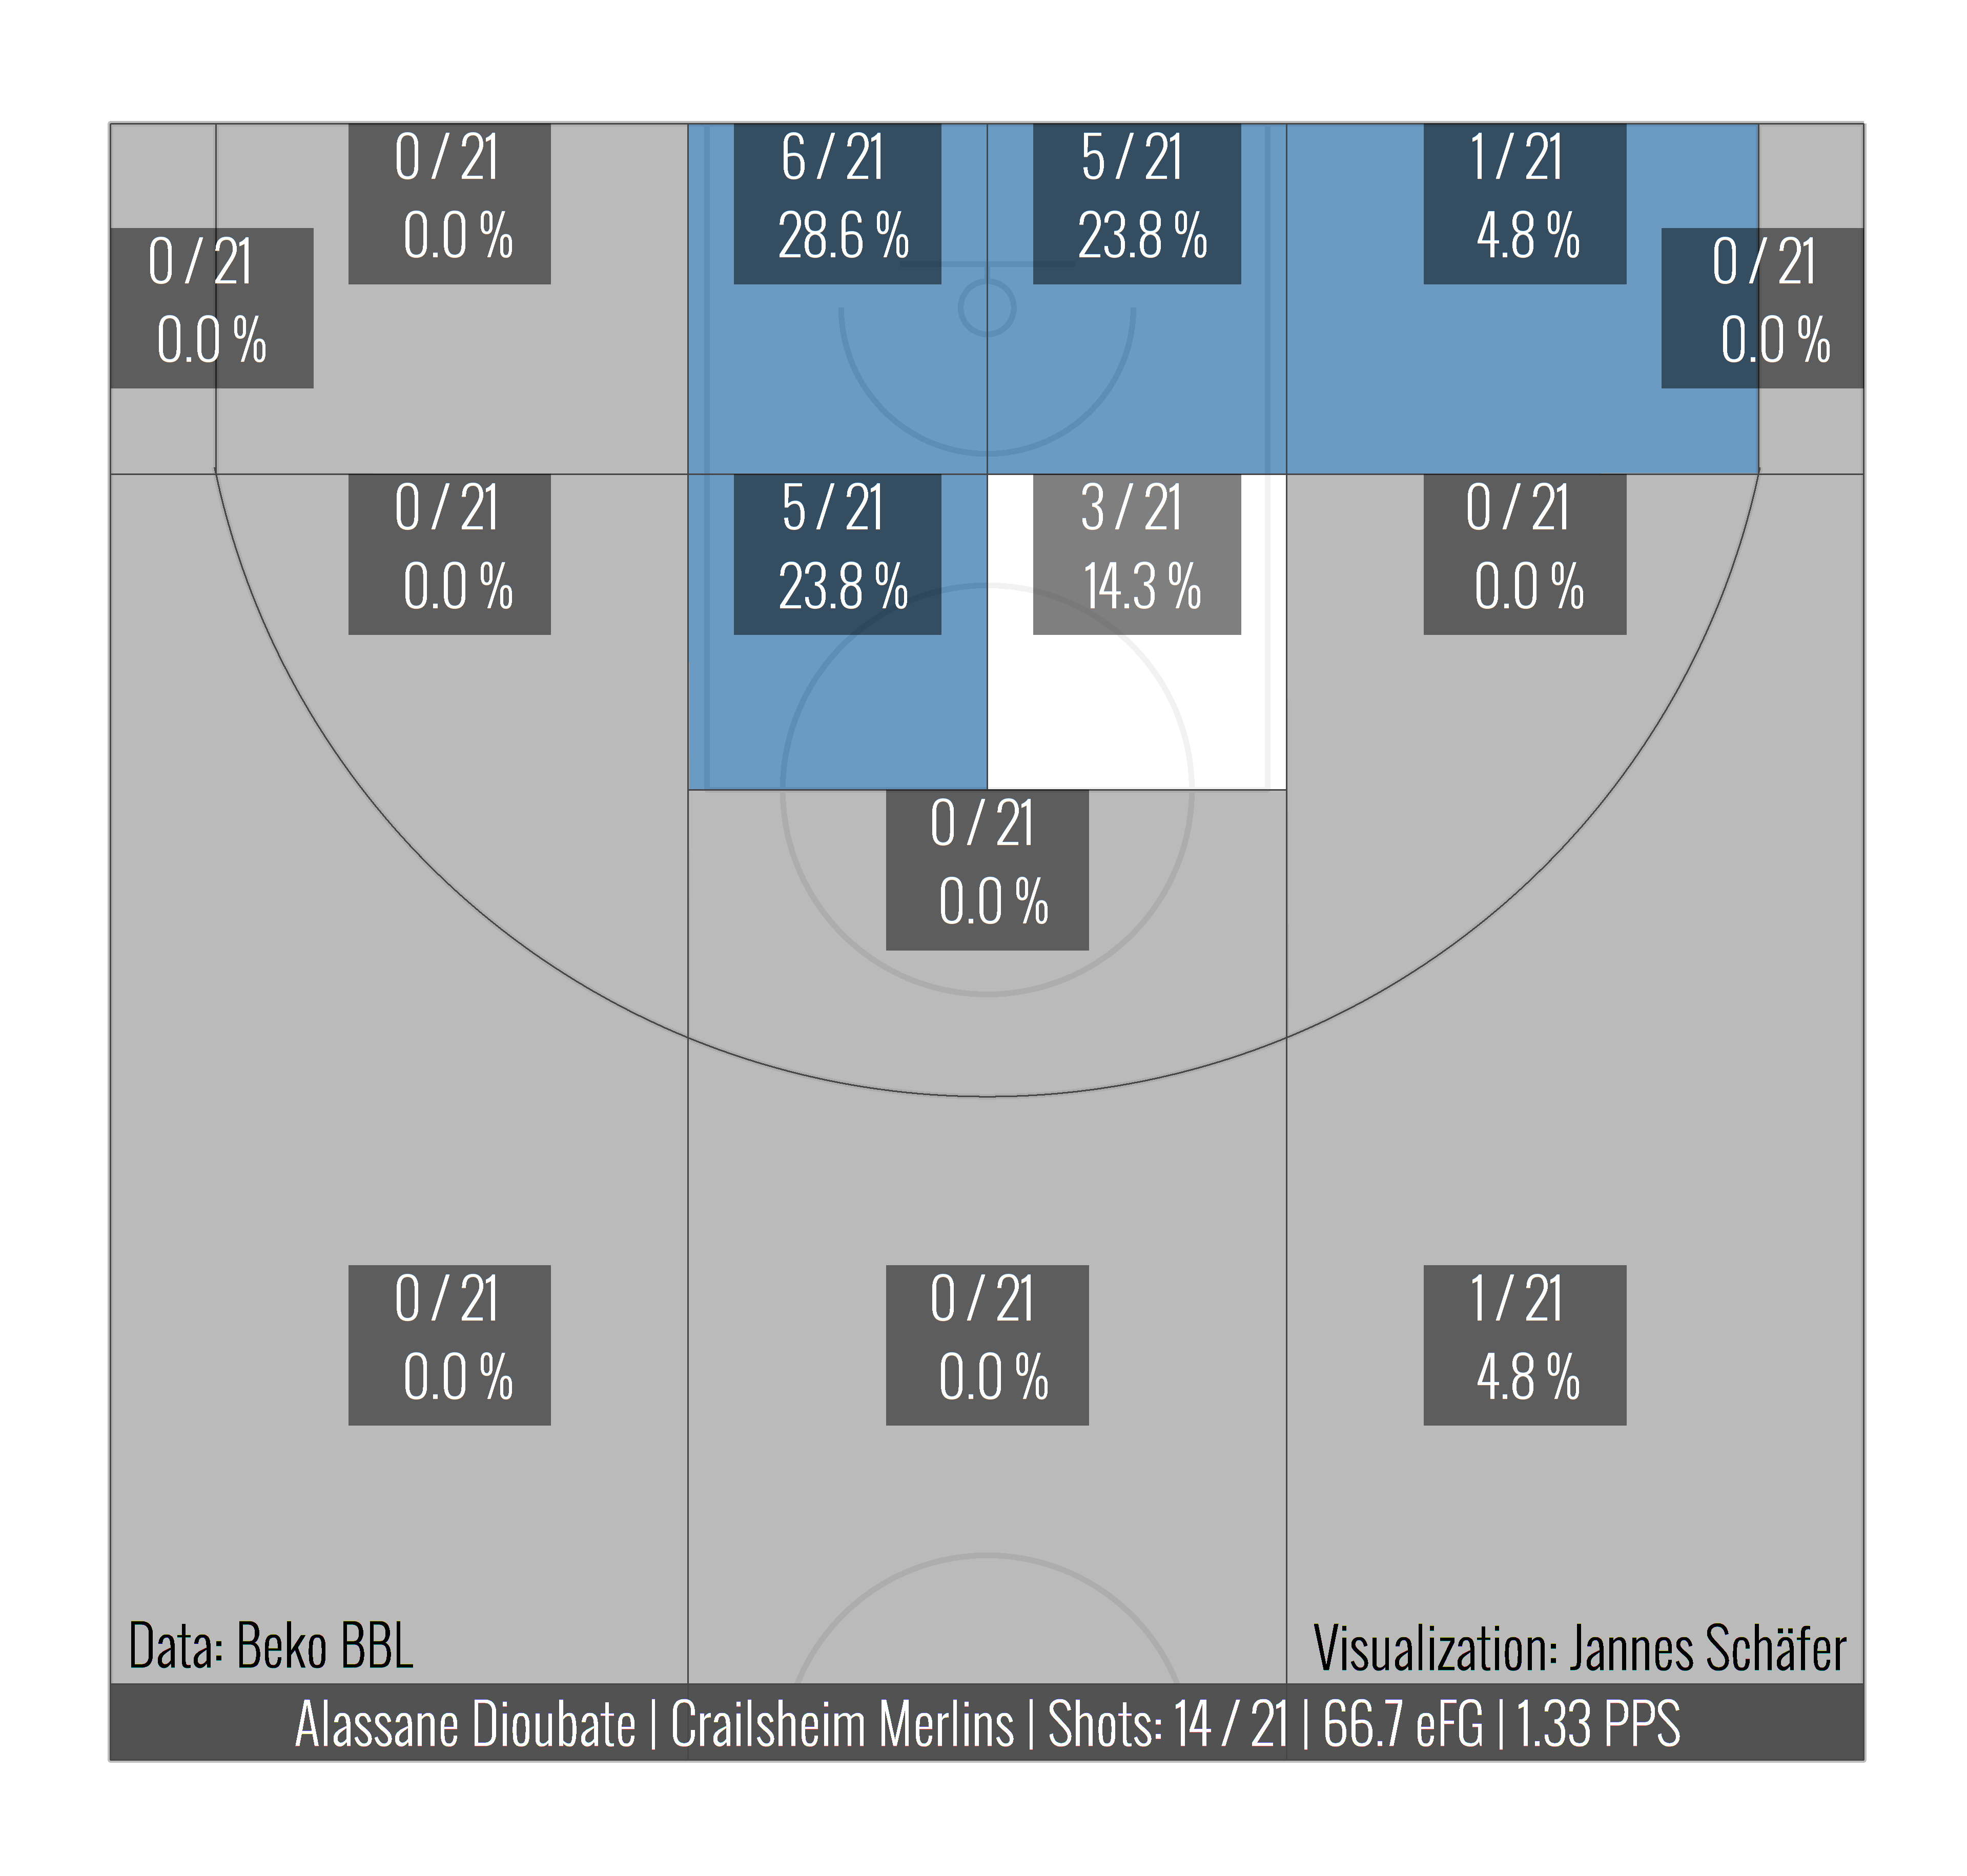 0 / 21
0.0 %
6 / 21
28.6 %
5 / 21
23.8 %
1 / 21
4.8 %
0 / 21
0.0 %
0 / 21
0.0 %
0 / 21
0.0 %
5 / 21
23.8 %
3 / 21
14.3 %
0 / 21
0.0 %
0 / 21
0.0 %
0 / 21
0.0 %
0 / 21
0.0 %
1 / 21
4.8 %
Data: Beko BBL
Visualization: Jannes Schäfer
Alassane Dioubate | Crailsheim Merlins | Shots: 14 / 21 | 66.7 eFG | 1.33 PPS